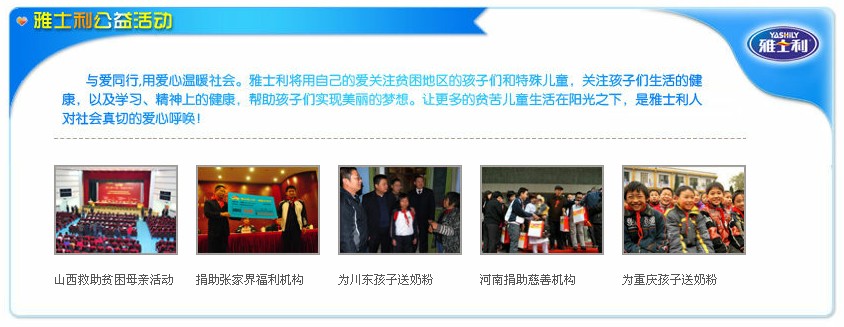 雅士利公益活动
YASHILY
雅士利
与爱同行,用爱心温暖社会。雅士利将用自己的爱关注贫困地区的孩子们和特殊儿童，关注孩子们生活的健
康，以及学习、精神上的健康，帮助孩子们实现美丽的梦想。让更多的贫苦儿童生活在阳光之下，是雅士利人
对社会真切的爱心呼唤!
山西救助贫困母亲活动
捐助张家界福利机构
为川东孩子送奶粉
河南捐助慈善机构
为重庆孩子送奶粉